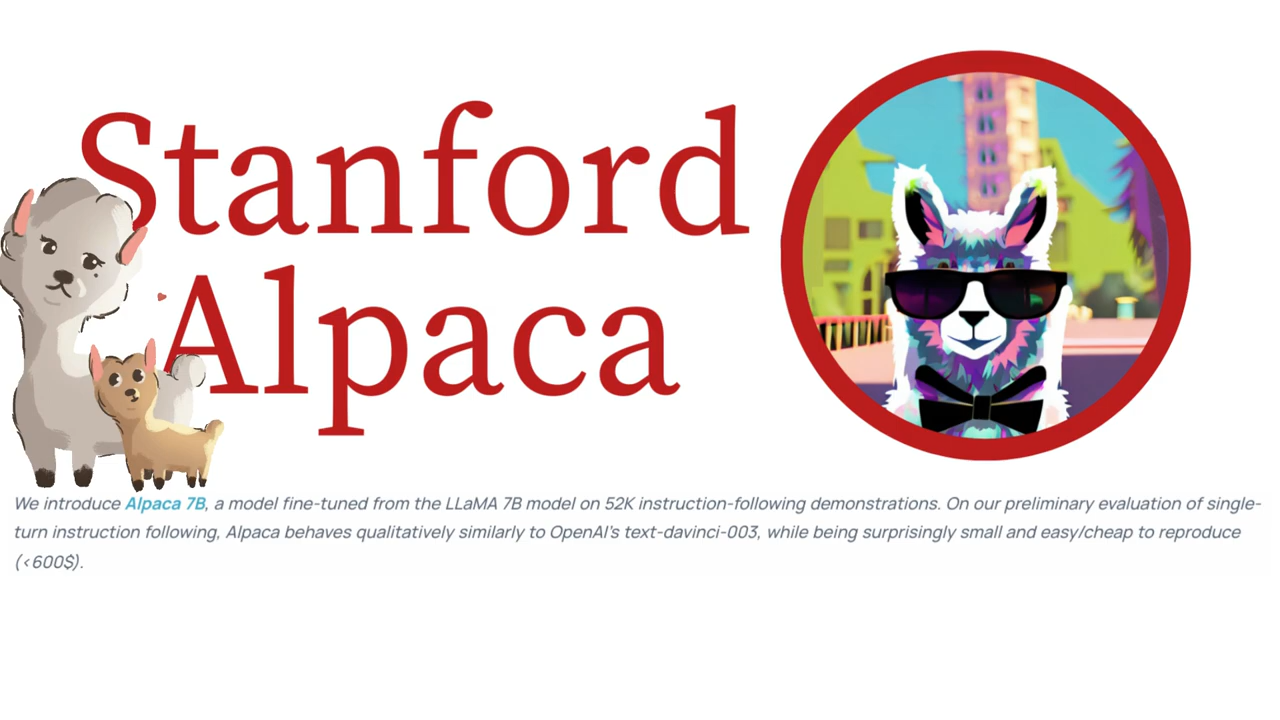 Stanford
Alpaca
We introduce Alpaca 7B, a model fine-tuned from the LLaMA 7B model on 52K instruction-following demonstrations. On our preliminary evaluation of single-
turn instruction following, Alpaca behaves qualitatively similarly to OpenAI's text-davinci-003, while being surprisingly small and easy/cheap to reproduce
(<600$).